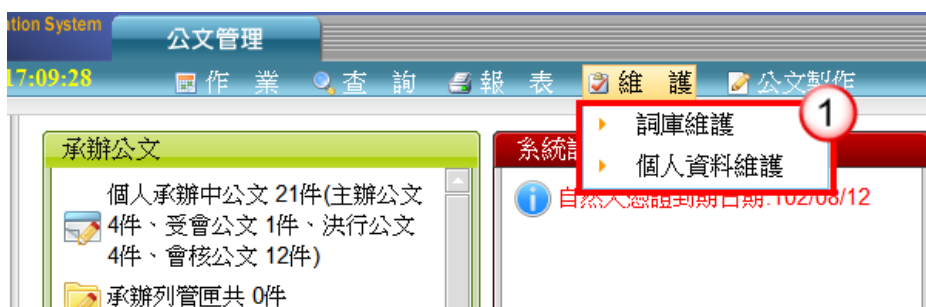 tion System
公文管理
17:09:28 作 業 查 詢 報 表 維 護 公文製作
1
詞庫維護
個人資料維護
承辦公文
系統
個人承辦中公文 21件(主辦公文
4件、受會公文 1件、決行公文
4件、會核公文 12件)
承辦列管匣共 0件
自然人憑證到期日期:102/08/12